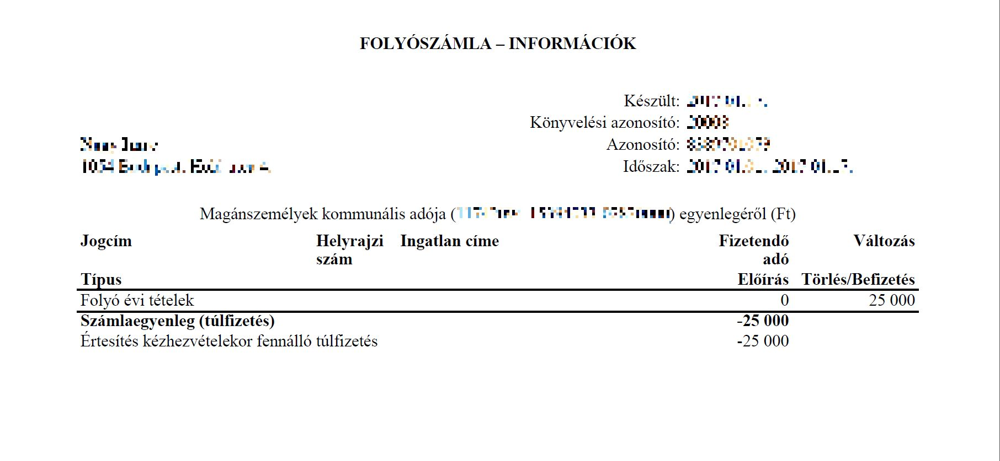 FOLYÓSZÁMLA – INFORMÁCIÓK
Készült:
Könyvelési azonosító:
Azonosító:
Időszak:
Magánszemélyek kommunális adója ( ) egyenlegéről (Ft)
Jogcím Helyrajzi szám Ingatlan címe Fizetendő adó Változás
Típus Előírás Törlés/Befizetés
Folyó évi tételek 0 25 000
Számlaegyenleg (túlfizetés) -25 000
Értesítés kézhezvételekor fennálló túlfizetés -25 000